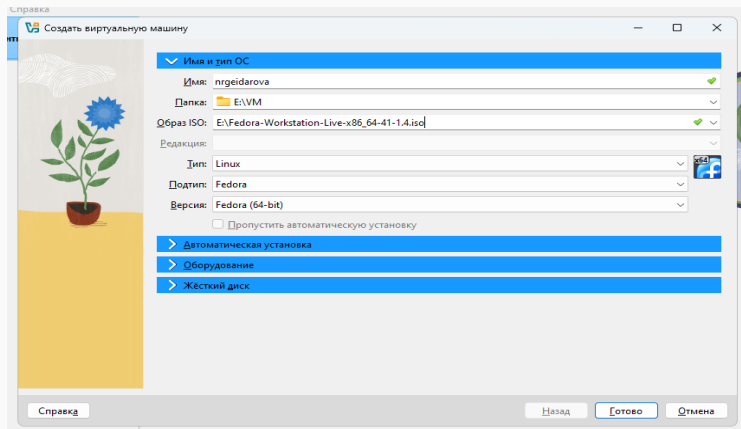 Справка
Создать виртуальную машину
Имя и тип ОС
Имя: nrgeidarova
Папка: E:\VM
Образ ISO: E:\Fedora-Workstation-Live-x86_64-41-1.4.iso
Редакция:
Тип: Linux
x64
Подтип: Fedora
Версия: Fedora (64-bit)
Пропустить автоматическую установку
Автоматическая установка
Оборудование
Жёсткий диск
Справка Назад Готово Отмена